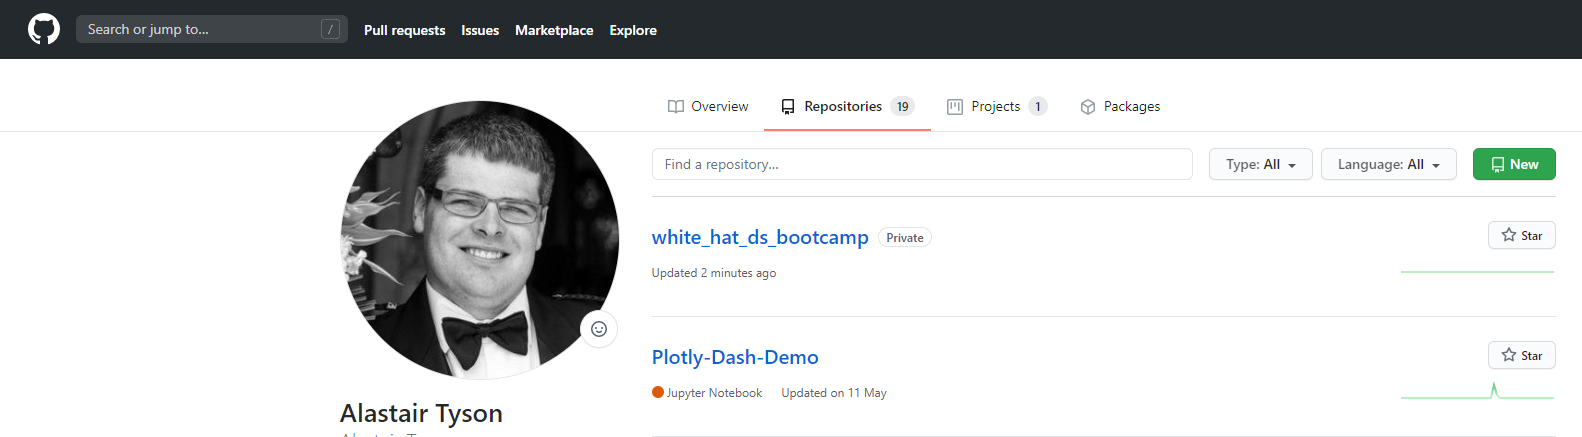 Search or jump to... /
Pull requests Issues Marketplace Explore
Overview Repositories 19 Projects 1 Packages
Find a repository... Type: All Language: All New
white_hat_ds_bootcamp Private Star
Updated 2 minutes ago
Plotly-Dash-Demo Star
Jupyter Notebook Updated on 11 May
Alastair Tyson